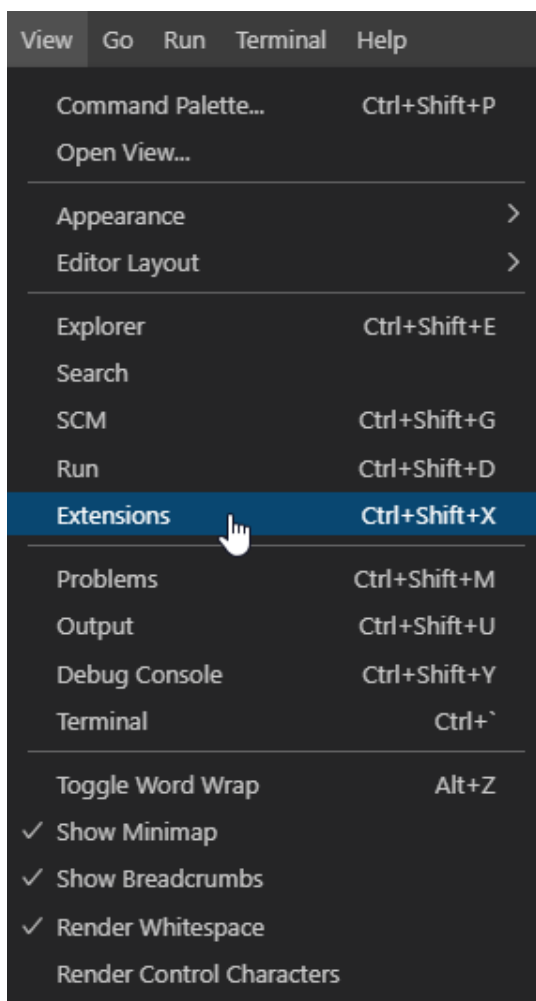 View Go Run Terminal Help
Command Palette... Ctrl+Shift+P
Open View...
Appearance
Editor Layout
Explorer Ctrl+Shift+E
Search
SCM Ctrl+Shift+G
Run Ctrl+Shift+D
Extensions Ctrl+Shift+X
Problems Ctrl+Shift+M
Output Ctrl+Shift+U
Debug Console Ctrl+Shift+Y
Terminal Ctrl+`
Toggle Word Wrap Alt+Z
Show Minimap
Show Breadcrumbs
Render Whitespace
Render Control Characters